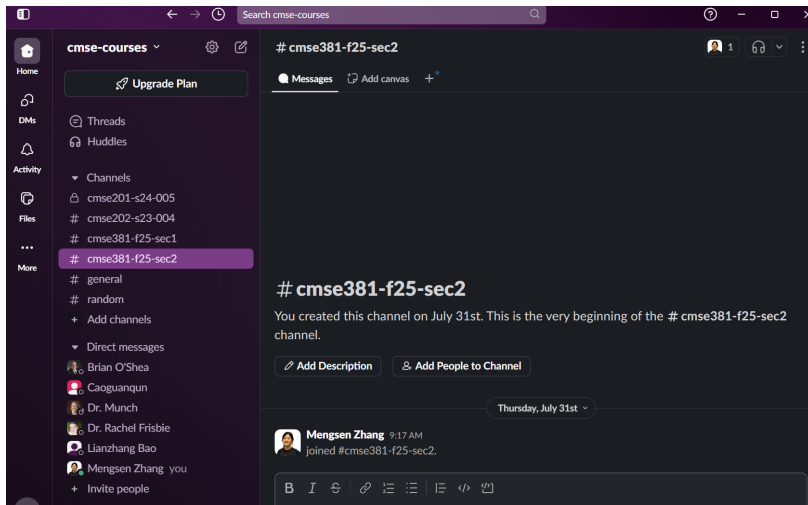 Search cmse-courses
Home
DMs
Activity
Files
More
cmse-courses
Upgrade Plan
Threads
Huddles
Channels
cmse201-s24-005
# cmse202-s23-004
# cmse381-f25-sec1
# cmse381-f25-sec2
# general
# random
+ Add channels
Direct messages
Brian O'Shea
Caoguanqun
Dr. Munch
Dr. Rachel Frisbie
Lianzhang Bao
Mengsen Zhang you
+ Invite people
# cmse381-f25-sec2
1
Messages Add canvas +
# cmse381-f25-sec2
You created this channel on July 31st. This is the very beginning of the # cmse381-f25-sec2
channel.
Add Description Add People to Channel
Thursday, July 31st
Mengsen Zhang 9:17 AM
joined #cmse381-f25-sec2.
B I S